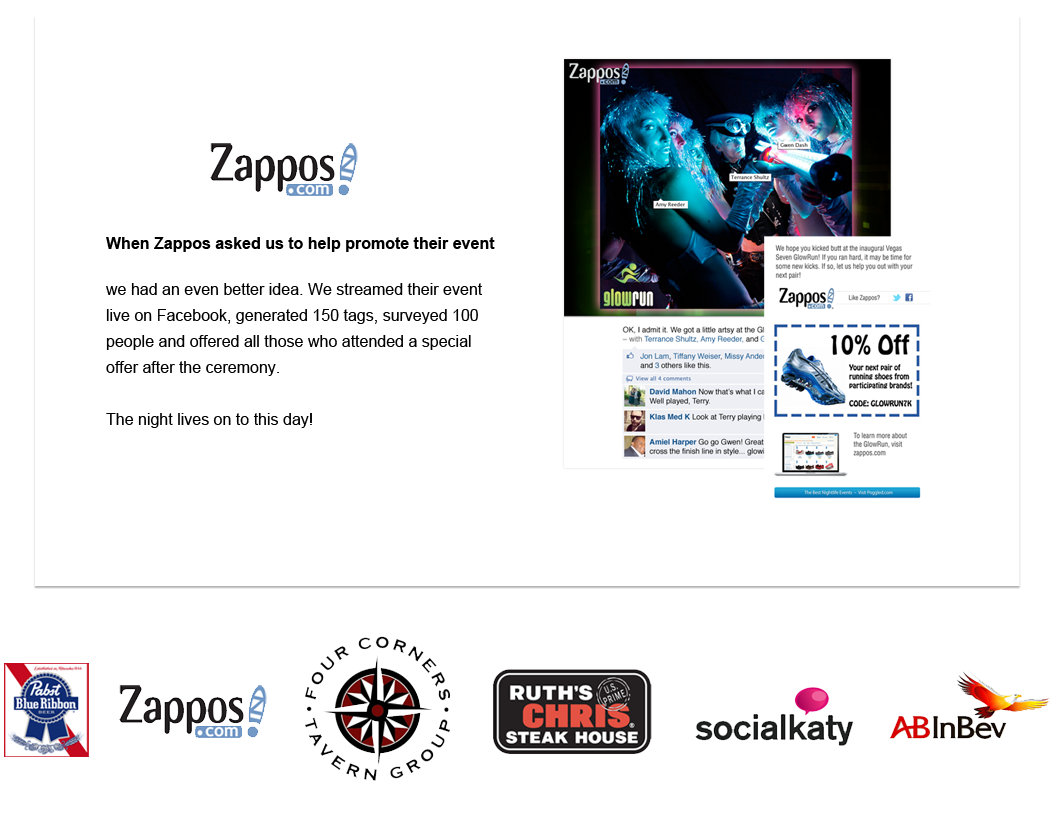 Zappos
.com
When Zappos asked us to help promote their event
we had an even better idea. We streamed their event
live on Facebook, generated 150 tags, surveyed 100
people and offered all those who attended a special
offer after the ceremony.
The night lives on to this day!
Zappos
.com
Gwen Dash
Terrance Shultz
Amy Reeder
glowrun
OK, I admit it. We got a little artsy at the Gl
– with Terrance Shultz, Amy Reeder, and G
Jon Lam, Tiffany Weiser, Missy Ander
and 3 others like this.
View all 4 comments
David Mahon Now that's what I ca
Well played, Terry.
Klas Med K Look at Terry playing
Amiel Harper Go go Gwen! Great
cross the finish line in style... glowi
We hope you kicked butt at the inaugural Vegas
Seven GlowRun! If you ran hard, it may be time for
some new kicks. If so, let us help you out with your
next pair!
Zappos
.com
Like Zappos?
10% Off
Your next pair of
running shoes from
participating brands!
CODE: GLOWRUN7K
To learn more about
the GlowRun, visit
zappos.com
The Best Nightlife Events - Visit Poggled.com
Established in Milwaukee 1844
Pabst
Blue Ribbon
BEER
Zappos
.com
FOUR CORNERS
TAVERN GROUP
RUTH'S
U.S.
PRIME
CHRIS
STEAK HOUSE
socialkaty
ABInBev